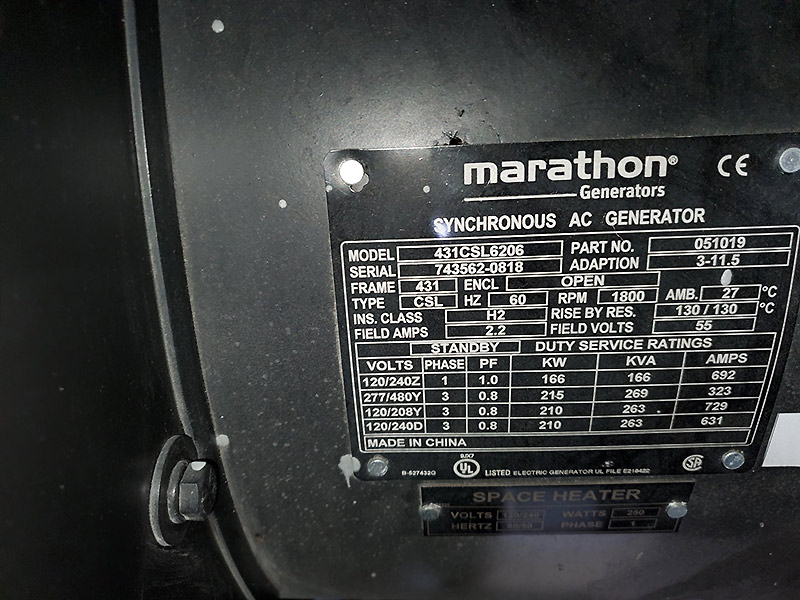 marathon® CE
Generators
SYNCHRONOUS AC GENERATOR
MODEL 431CSL6206 PART NO. 051019
SERIAL 743562-0818 ADAPTION 3-11.5
FRAME 431 ENCL OPEN
TYPE CSL HZ 60 RPM 1800 AMB. 27 °C
INS. CLASS H2 RISE BY RES. 130 / 130 °C
FIELD AMPS 2.2 FIELD VOLTS 55
STANDBY DUTY SERVICE RATINGS
VOLTS PHASE PF KW KVA AMPS
120/240Z 1 1.0 166 166 692
277/480Y 3 0.8 215 269 323
120/208Y 3 0.8 210 263 729
120/240D 3 0.8 210 263 631
MADE IN CHINA
B-527432G UL LISTED ELECTRIC GENERATOR UL FILE E216422 SA
SPACE HEATER
VOLTS 120/240 WATTS 250
HERTZ PHASE 1